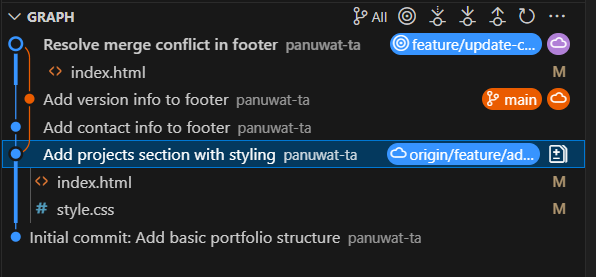 GRAPH All
Resolve merge conflict in footer panuwat-ta feature/update-c...
<> index.html M
Add version info to footer panuwat-ta main
Add contact info to footer panuwat-ta
Add projects section with styling panuwat-ta origin/feature/ad...
<> index.html M
# style.css M
Initial commit: Add basic portfolio structure panuwat-ta